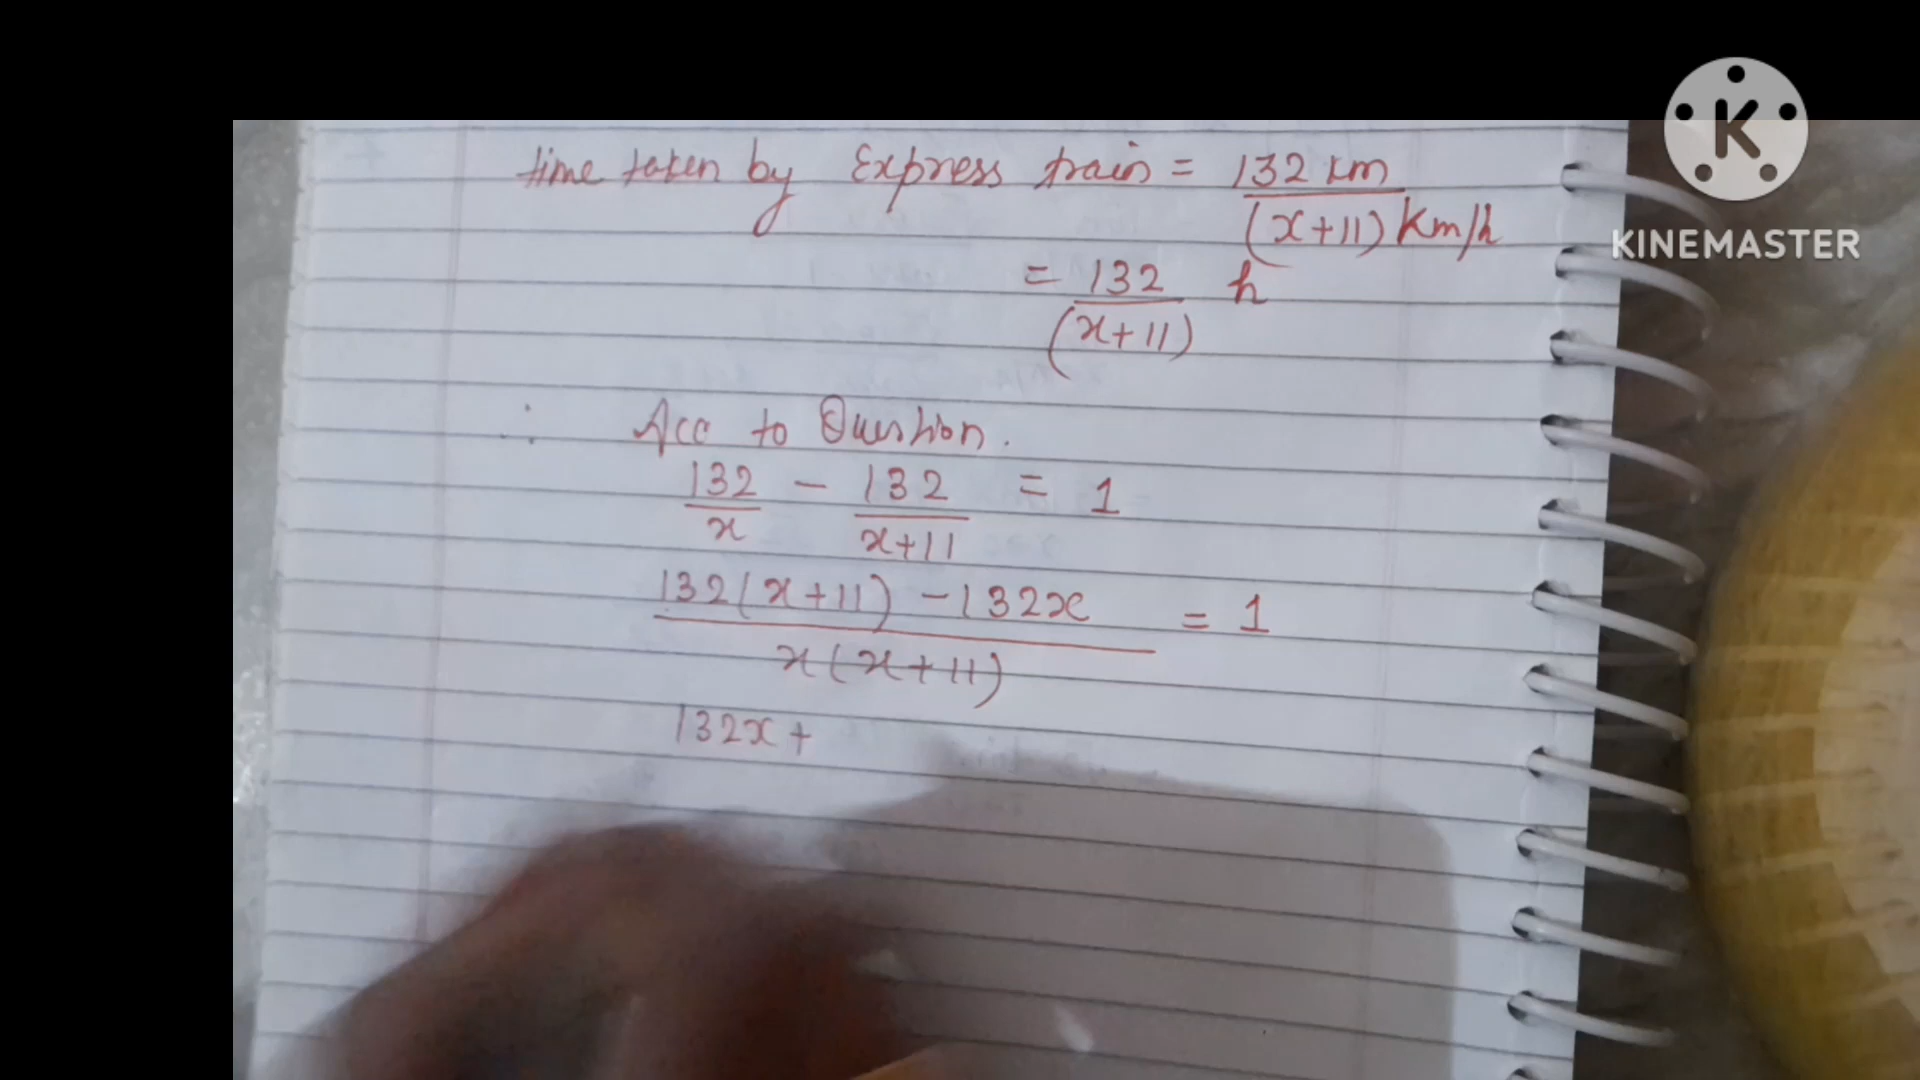 time taken by Express train = 132 km
(x+11) Km/h
= 132 h
(x+11)
∴ Acc to Question.
132 - 132 = 1
x x+11
132(x+11) -132x = 1
x(x+11)
132x +
K
KINEMASTER